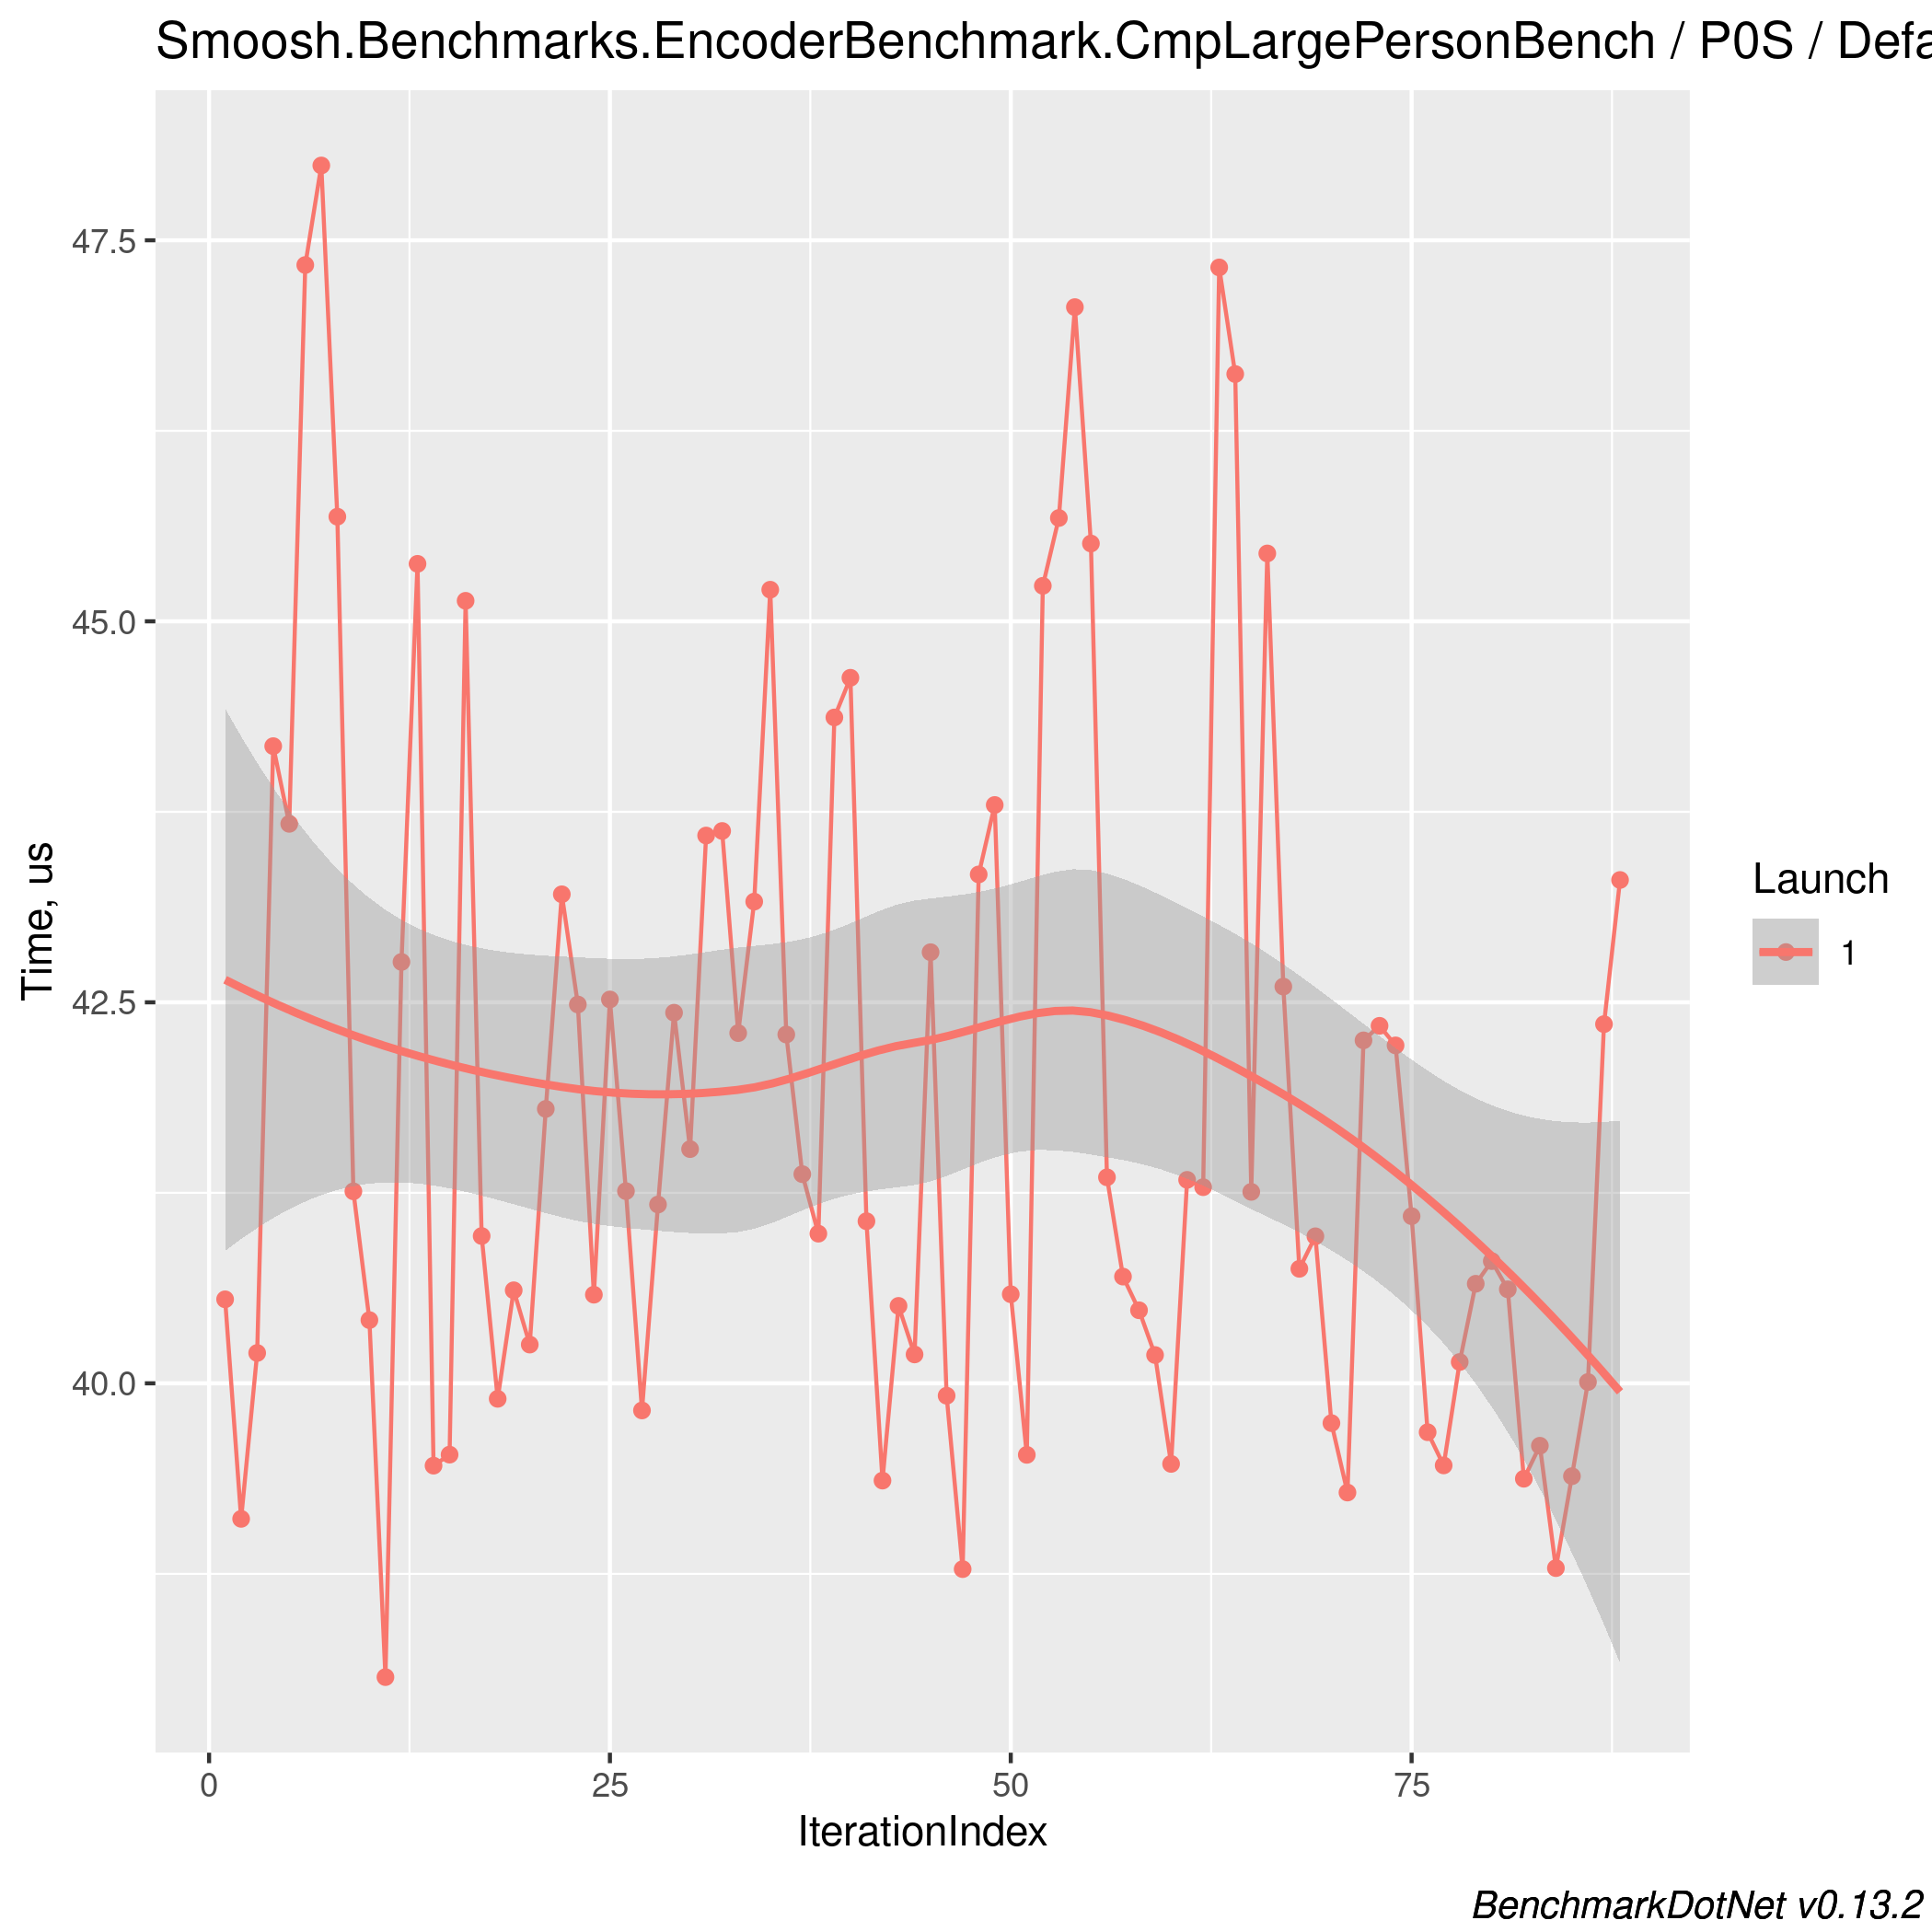 Smoosh.Benchmarks.EncoderBenchmark.CmpLargePersonBench / P0S / Defa
47.5
45.0
42.5
40.0
Time, us
0 25 50 75
IterationIndex
Launch
1
BenchmarkDotNet v0.13.2